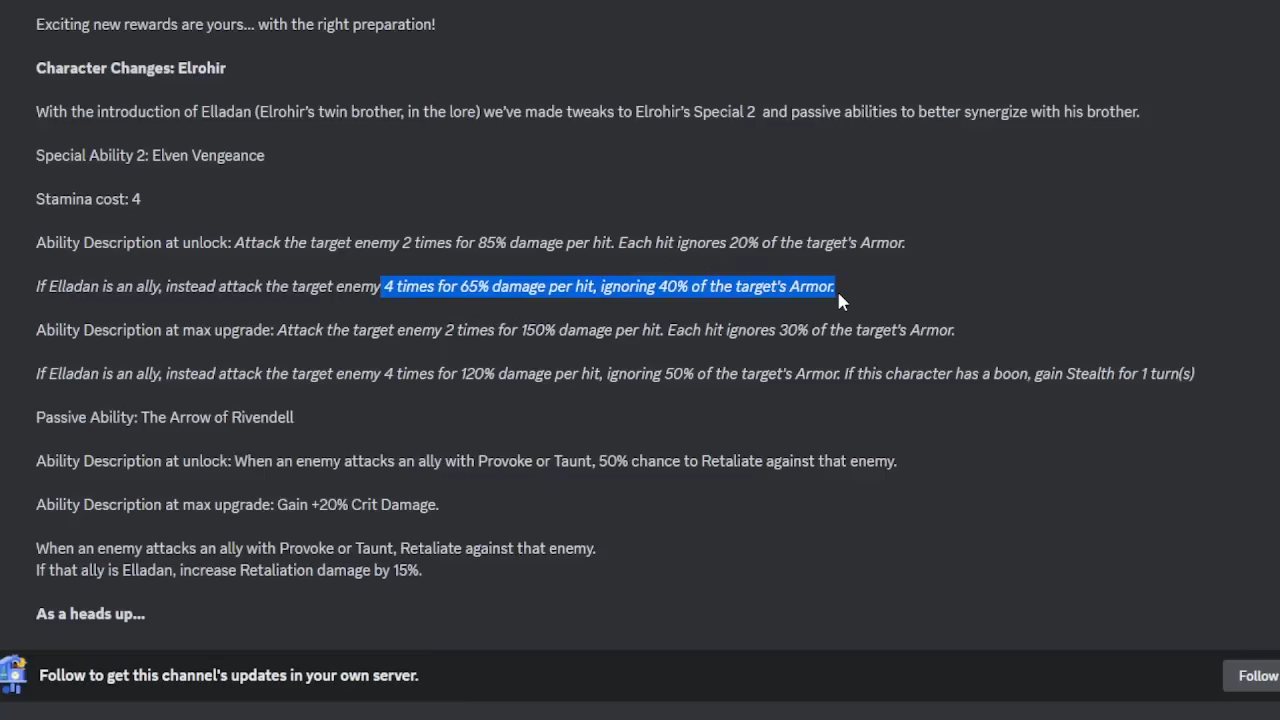 Exciting new rewards are yours... with the right preparation!
Character Changes: Elrohir
With the introduction of Elladan (Elrohir's twin brother, in the lore) we've made tweaks to Elrohir's Special 2  and passive abilities to better synergize with his brother.
Special Ability 2: Elven Vengeance
Stamina cost: 4
Ability Description at unlock: Attack the target enemy 2 times for 85% damage per hit. Each hit ignores 20% of the target's Armor.
If Elladan is an ally, instead attack the target enemy 4 times for 65% damage per hit, ignoring 40% of the target's Armor.
Ability Description at max upgrade: Attack the target enemy 2 times for 150% damage per hit. Each hit ignores 30% of the target's Armor.
If Elladan is an ally, instead attack the target enemy 4 times for 120% damage per hit, ignoring 50% of the target's Armor. If this character has a boon, gain Stealth for 1 turn(s)
Passive Ability: The Arrow of Rivendell
Ability Description at unlock: When an enemy attacks an ally with Provoke or Taunt, 50% chance to Retaliate against that enemy.
Ability Description at max upgrade: Gain +20% Crit Damage.
When an enemy attacks an ally with Provoke or Taunt, Retaliate against that enemy.
If that ally is Elladan, increase Retaliation damage by 15%.
As a heads up...
Follow to get this channel's updates in your own server.
Follow